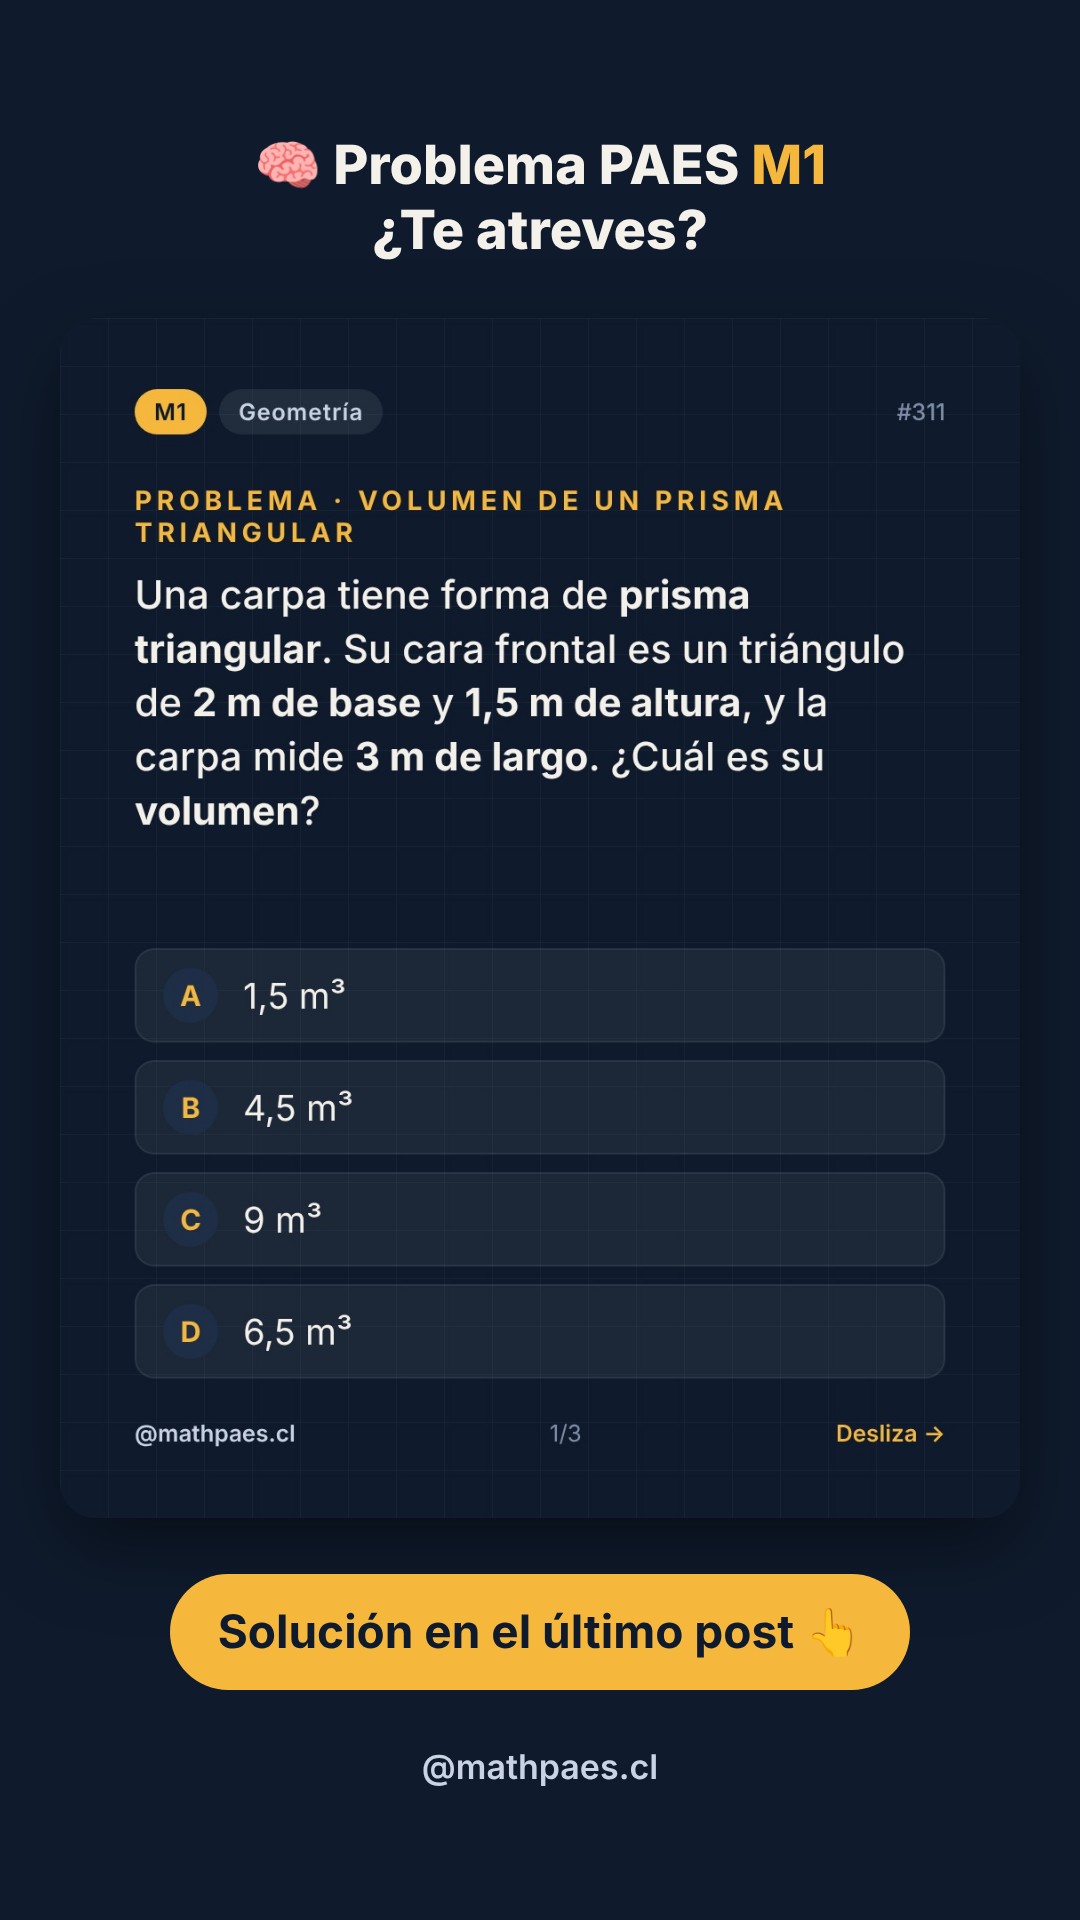 🧠 Problema PAES M1
¿Te atreves?
M1 Geometría #311
PROBLEMA · VOLUMEN DE UN PRISMA
TRIANGULAR
Una carpa tiene forma de prisma
triangular. Su cara frontal es un triángulo
de 2 m de base y 1,5 m de altura, y la
carpa mide 3 m de largo. ¿Cuál es su
volumen?
A 1,5 m³
B 4,5 m³
C 9 m³
D 6,5 m³
@mathpaes.cl 1/3 Desliza →
Solución en el último post 👆
@mathpaes.cl